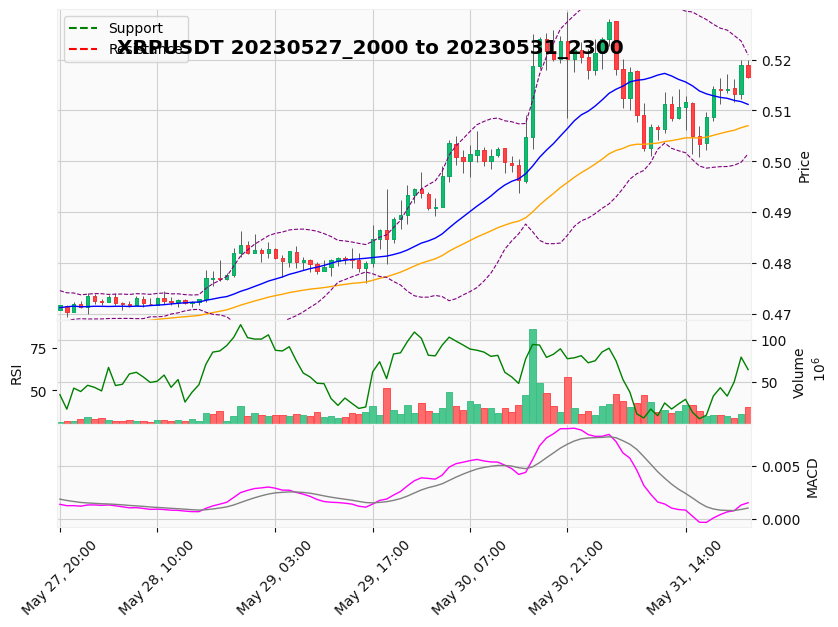 Support
Resistance
XRPUSDT 20230527_2000 to 20230531_2300
0.52
0.51
0.50
0.49
0.48
0.47
Price
RSI
75
50
100
50
Volume
10^6
0.005
0.000
MACD
May 27, 20:00
May 28, 10:00
May 29, 03:00
May 29, 17:00
May 30, 07:00
May 30, 21:00
May 31, 14:00